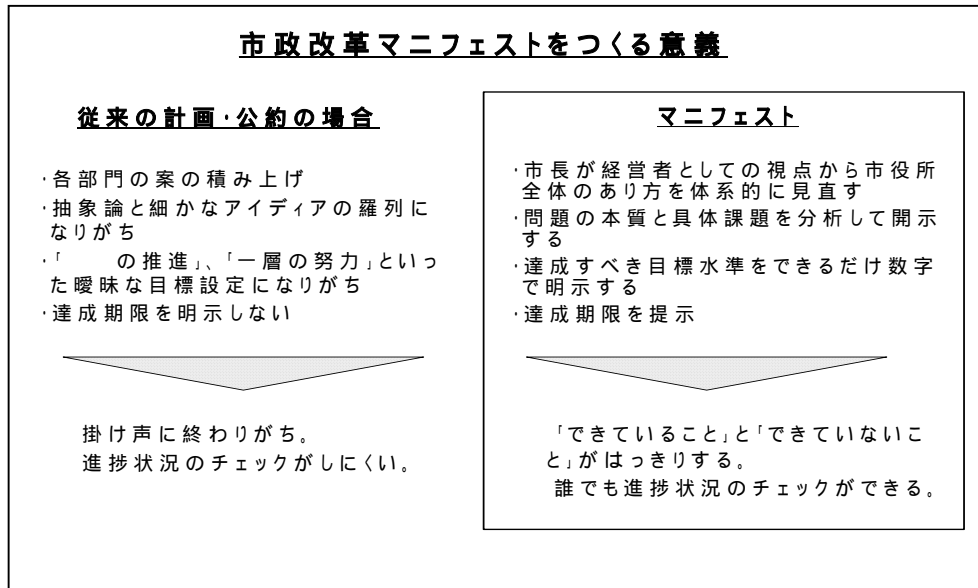 市政改革マニフェストをつくる意義
従来の計画・公約の場合
・各部門の案の積み上げ
・抽象論と細かなアイディアの羅列に
なりがち
・「　　の推進」、「一層の努力」といっ
た曖昧な目標設定になりがち
・達成期限を明示しない
掛け声に終わりがち。
進捗状況のチェックがしにくい。
マニフェスト
・市長が経営者としての視点から市役所
全体のあり方を体系的に見直す
・問題の本質と具体課題を分析して開示
する
・達成すべき目標水準をできるだけ数字
で明示する
・達成期限を提示
「できていること」と「できていないこ
と」がはっきりする。
誰でも進捗状況のチェックができる。